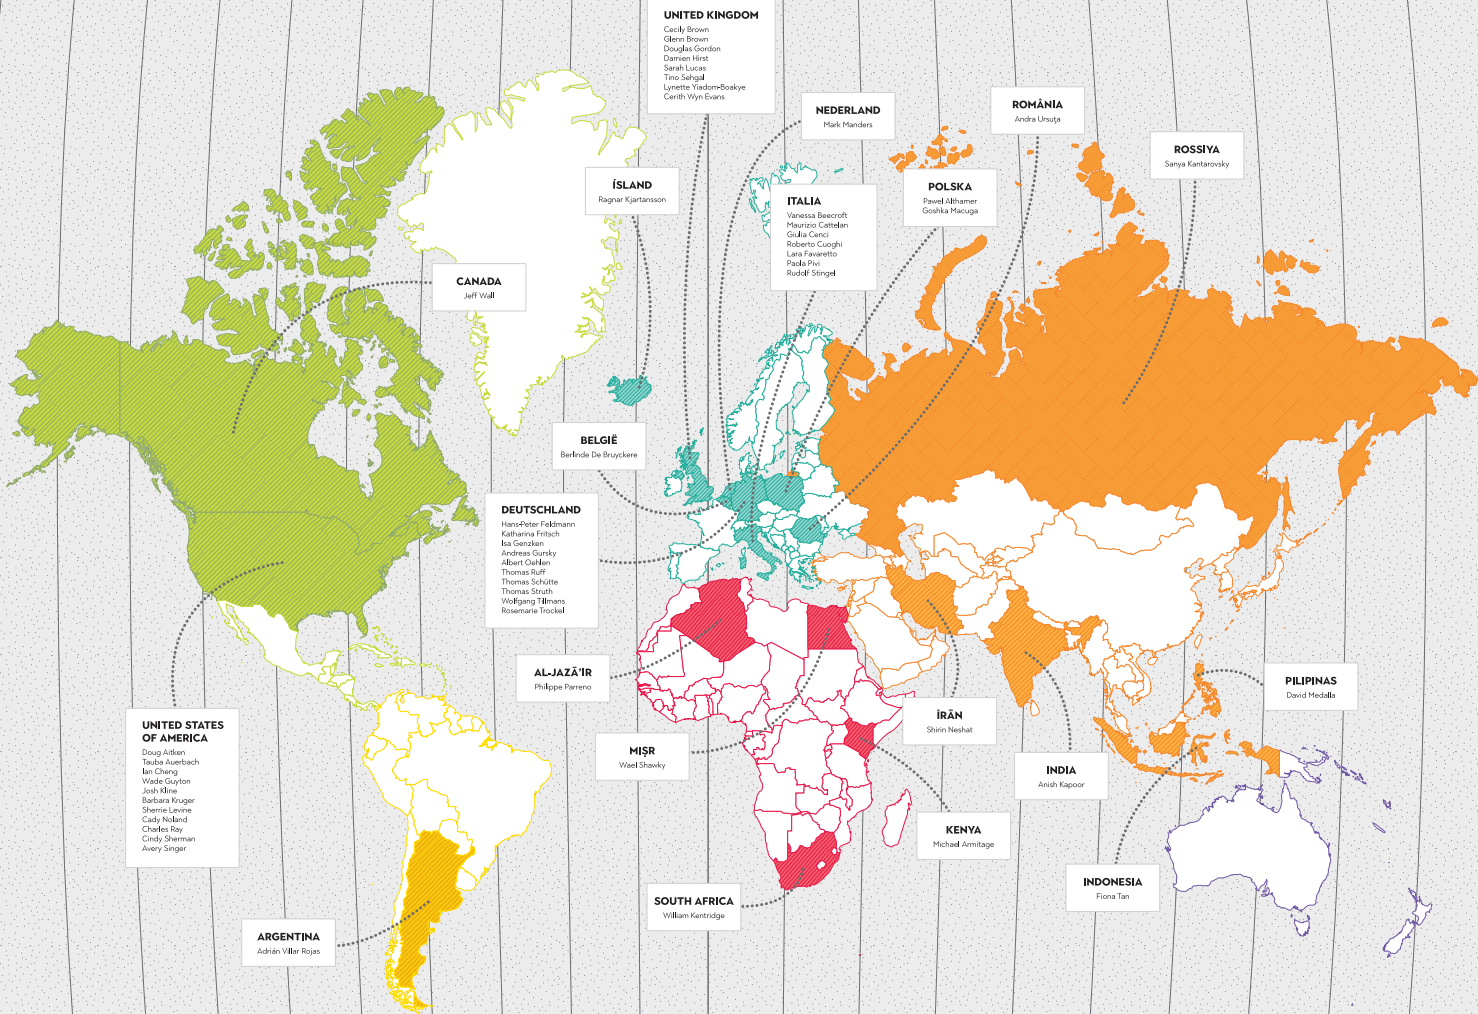 UNITED KINGDOM
Cecily Brown
Glenn Brown
Douglas Gordon
Damien Hirst
Sarah Lucas
Tino Sehgal
Lynette Yiadom-Boakye
Cerith Wyn Evans
NEDERLAND
Mark Manders
ROMÂNIA
Andra Ursuța
ROSSIYA
Sanya Kantarovsky
ÍSLAND
Ragnar Kjartansson
ITALIA
Vanessa Beecroft
Maurizio Cattelan
Giulia Cenci
Roberto Cuoghi
Lara Favaretto
Paola Pivi
Rudolf Stingel
POLSKA
Pawel Althamer
Goshka Macuga
CANADA
Jeff Wall
BELGIË
Berlinde De Bruyckere
DEUTSCHLAND
Hans-Peter Feldmann
Katharina Fritsch
Isa Genzken
Andreas Gursky
Albert Oehlen
Thomas Ruff
Thomas Schütte
Thomas Struth
Wolfgang Tillmans
Rosemarie Trockel
AL-JAZĀ'IR
Philippe Parreno
PILIPINAS
David Medalla
UNITED STATES
OF AMERICA
Doug Aitken
Tauba Auerbach
Ian Cheng
Wade Guyton
Josh Kline
Barbara Kruger
Sherrie Levine
Cady Noland
Charles Ray
Cindy Sherman
Avery Singer
ĪRĀN
Shirin Neshat
MIṢR
Wael Shawky
INDIA
Anish Kapoor
KENYA
Michael Armitage
INDONESIA
Fiona Tan
SOUTH AFRICA
William Kentridge
ARGENTINA
Adrián Villar Rojas